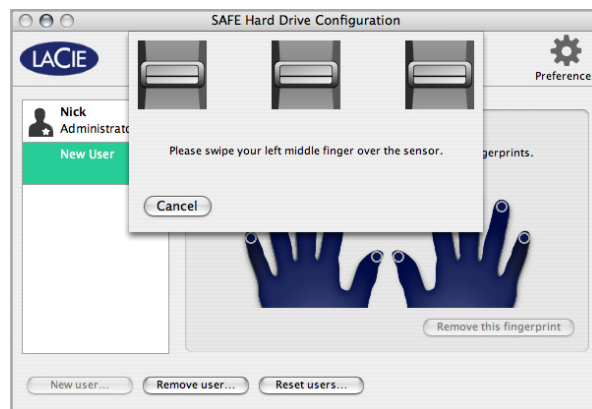 SAFE Hard Drive Configuration
LACIE
Preference
Nick
Administrato
New User
Please swipe your left middle finger over the sensor.
gerprints.
Cancel
Remove this fingerprint
New user...
Remove user...
Reset users...